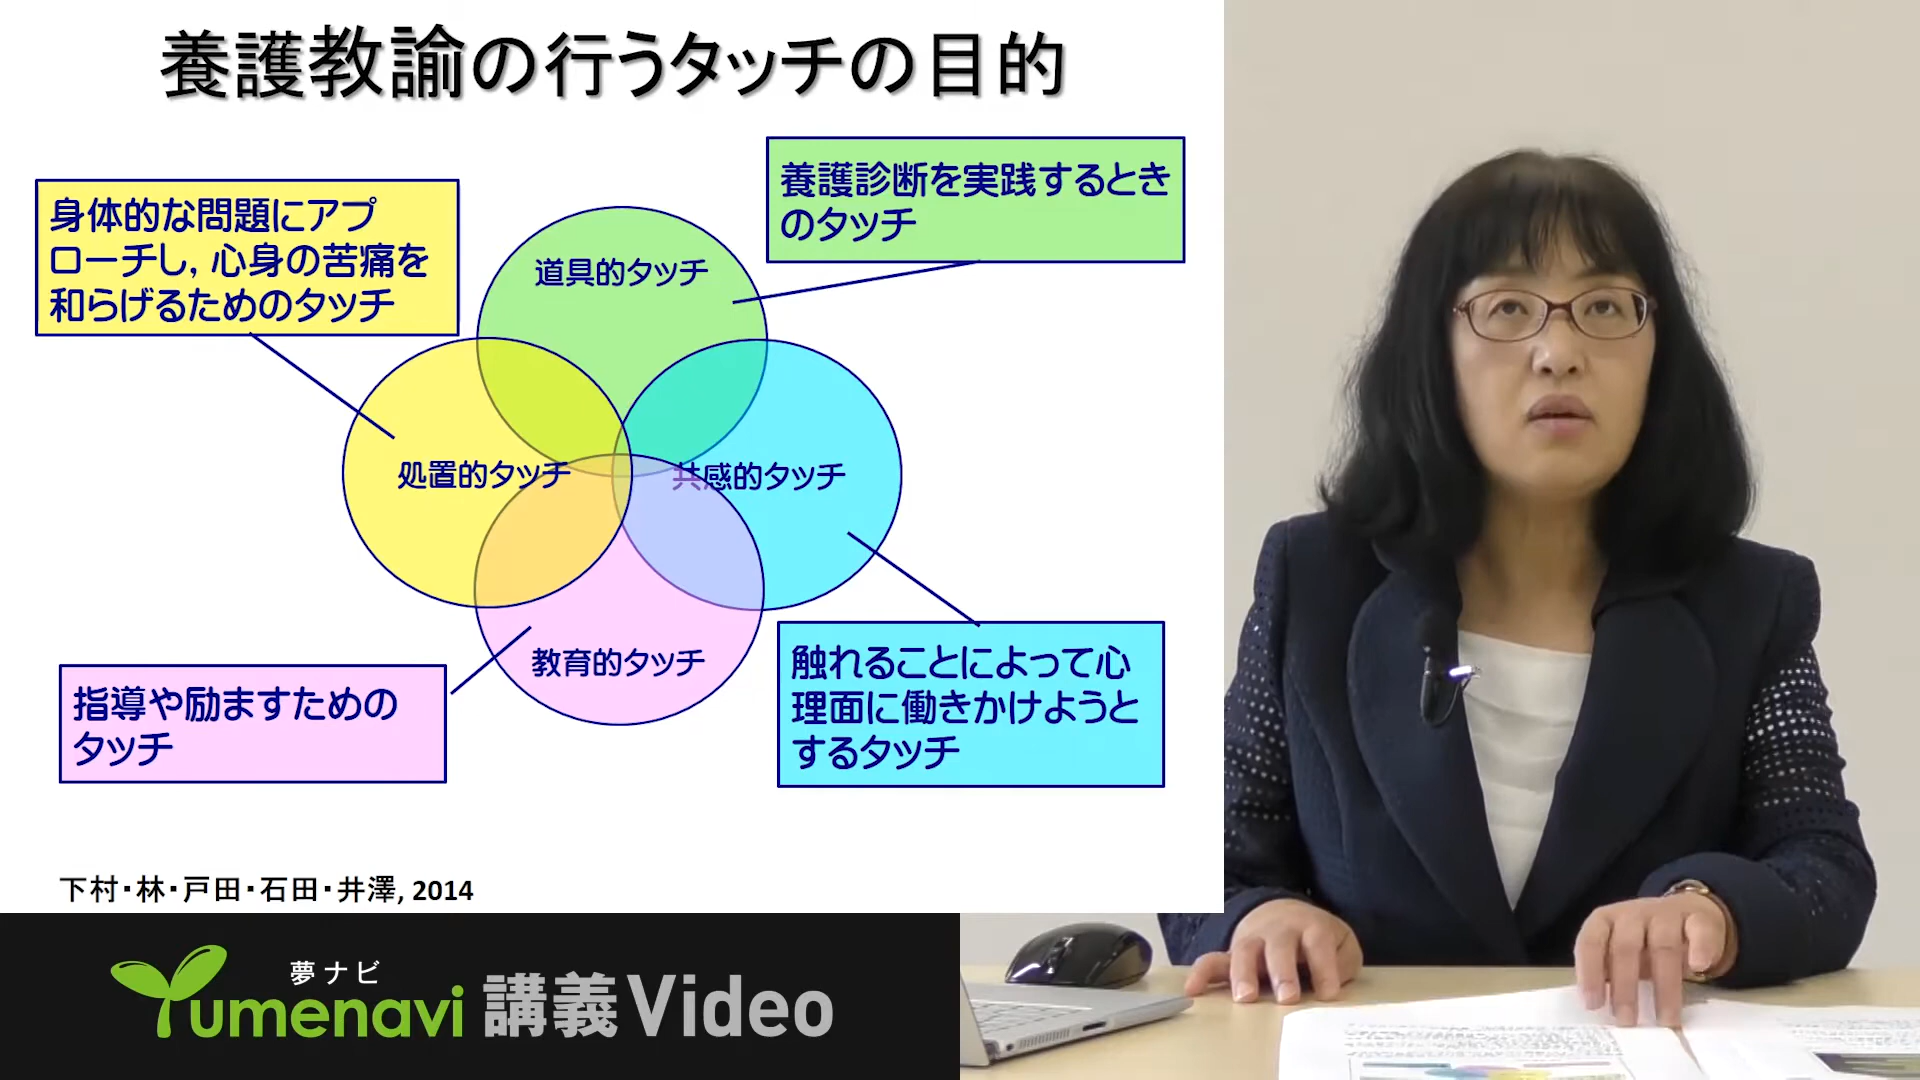 養護教諭の行うタッチの目的
身体的な問題にアプ
ローチし, 心身の苦痛を
和らげるためのタッチ
養護診断を実践するとき
のタッチ
道具的タッチ
処置的タッチ
共感的タッチ
教育的タッチ
指導や励ますための
タッチ
触れることによって心
理面に働きかけようと
するタッチ
下村・林・戸田・石田・井澤, 2014
夢ナビ
Yumenavi 講義Video